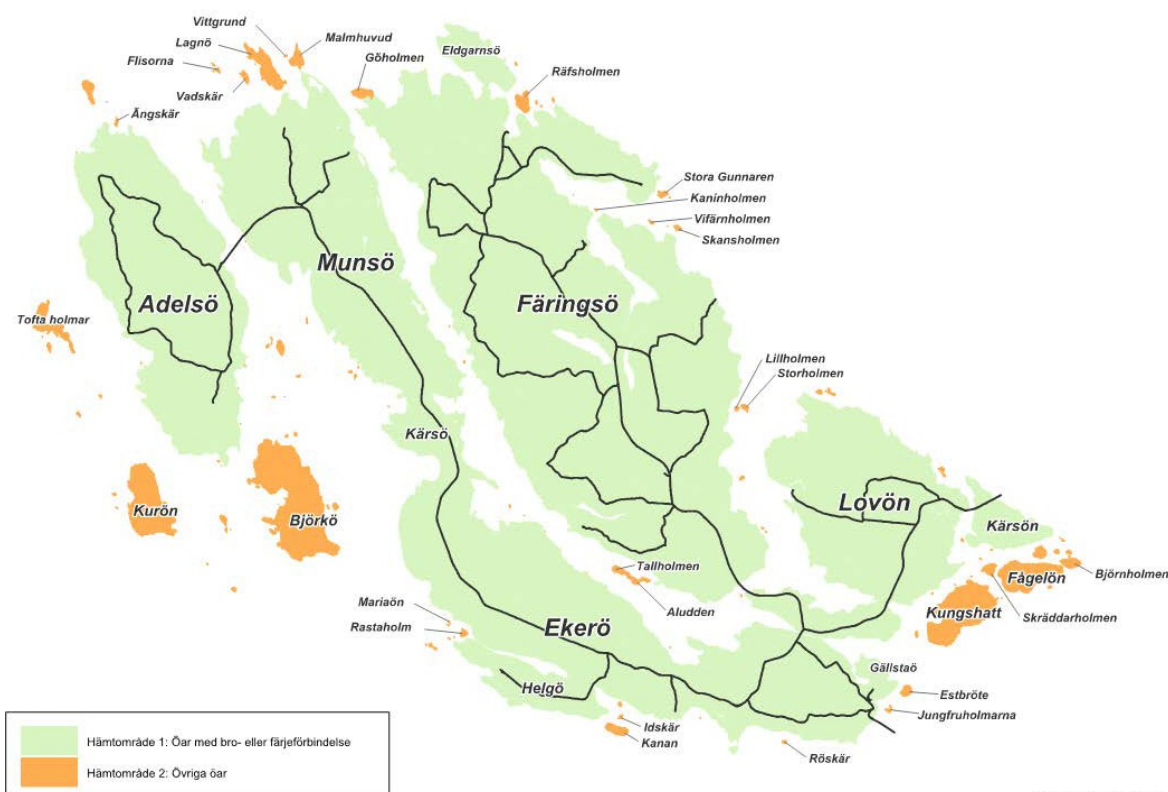 Vittgrund
Malmhuvud
Lagnö
Göholmen
Eldgarnsö
Flisorna
Räfsholmen
Vadskär
Ängskär
Stora Gunnaren
Kaninholmen
Vifärnholmen
Skansholmen
Munsö
Adelsö
Färingsö
Tofta holmar
Lillholmen
Storholmen
Kärsö
Lovön
Kurön
Björkö
Kärsön
Tallholmen
Fågelön
Björnholmen
Aludden
Kungshatt
Skräddarholmen
Mariaön
Rastaholm
Ekerö
Gällstaö
Helgö
Estbröte
Jungfruholmarna
Idskär
Kanan
Röskär
Hämtområde 1: Öar med bro- eller färjeförbindelse
Hämtområde 2: Övriga öar